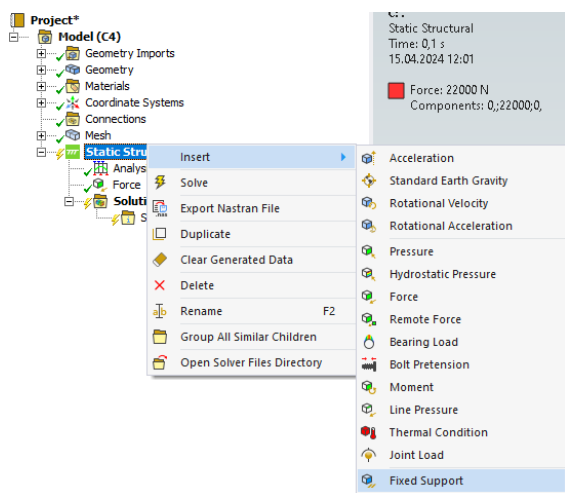 Project*
Model (C4)
Geometry Imports
Geometry
Materials
Coordinate Systems
Connections
Mesh
Static Stru
Analys
Force
Soluti
S
Static Structural
Time: 0,1 s
15.04.2024 12:01
Force: 22000 N
Components: 0,;22000;0,
Insert
Solve
Export Nastran File
Duplicate
Clear Generated Data
Delete
Rename F2
Group All Similar Children
Open Solver Files Directory
Acceleration
Standard Earth Gravity
Rotational Velocity
Rotational Acceleration
Pressure
Hydrostatic Pressure
Force
Remote Force
Bearing Load
Bolt Pretension
Moment
Line Pressure
Thermal Condition
Joint Load
Fixed Support